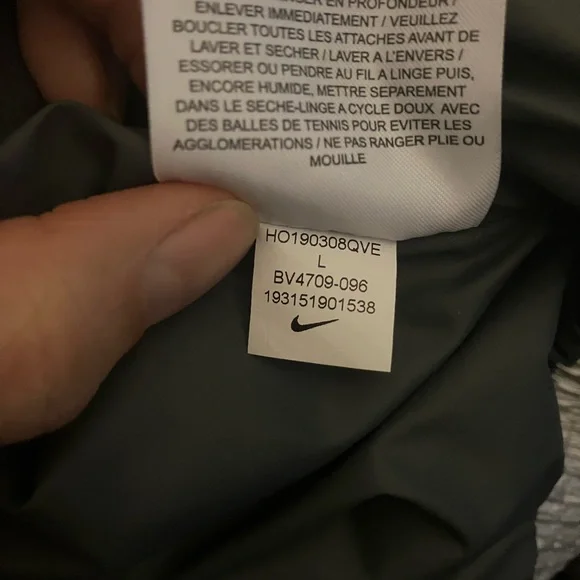 EN PROFONDEUR /
ENLEVER IMMEDIATEMENT / VEUILLEZ
BOUCLER TOUTES LES ATTACHES AVANT DE
LAVER ET SECHER / LAVER A L'ENVERS /
ESSORER OU PENDRE AU FIL A LINGE PUIS,
ENCORE HUMIDE, METTRE SEPAREMENT
DANS LE SECHE-LINGE A CYCLE DOUX AVEC
DES BALLES DE TENNIS POUR EVITER LES
AGGLOMERATIONS / NE PAS RANGER PLIE OU
MOUILLE
HO190308QVE
L
BV4709-096
193151901538